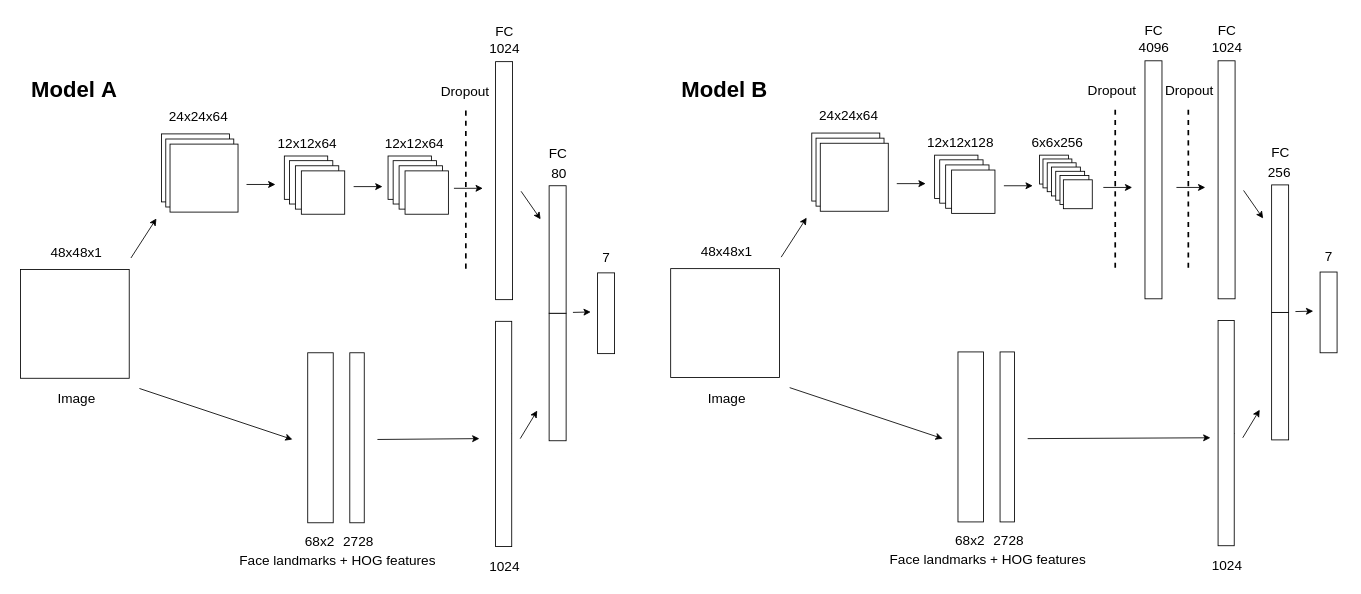 Model A
FC
1024
Dropout
24x24x64
12x12x64
12x12x64
FC
80
48x48x1
7
Image
68x2 2728
Face landmarks + HOG features
1024
Model B
FC
4096
FC
1024
Dropout
Dropout
24x24x64
12x12x128
6x6x256
FC
256
48x48x1
7
Image
68x2 2728
Face landmarks + HOG features
1024